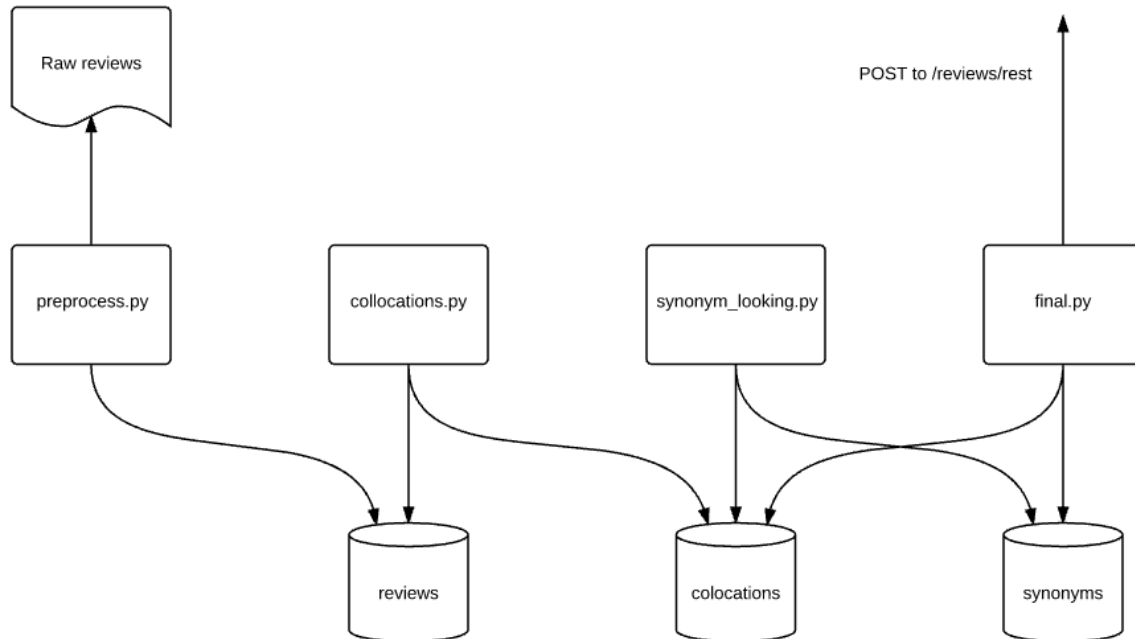 Raw reviews
POST to /reviews/rest
preprocess.py
collocations.py
synonym_looking.py
final.py
reviews
colocations
synonyms